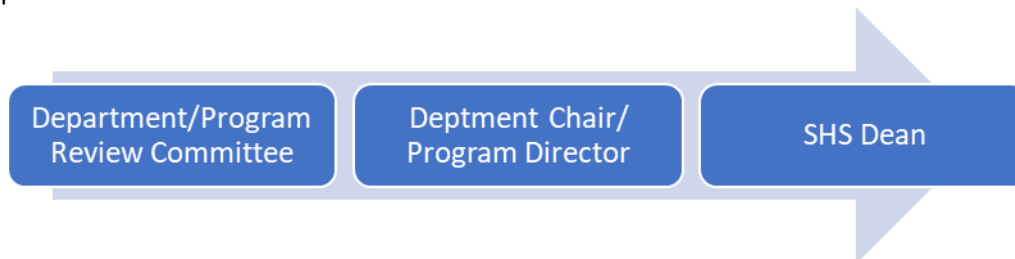 Department/Program
Review Committee
Deptment Chair/
Program Director
SHS Dean